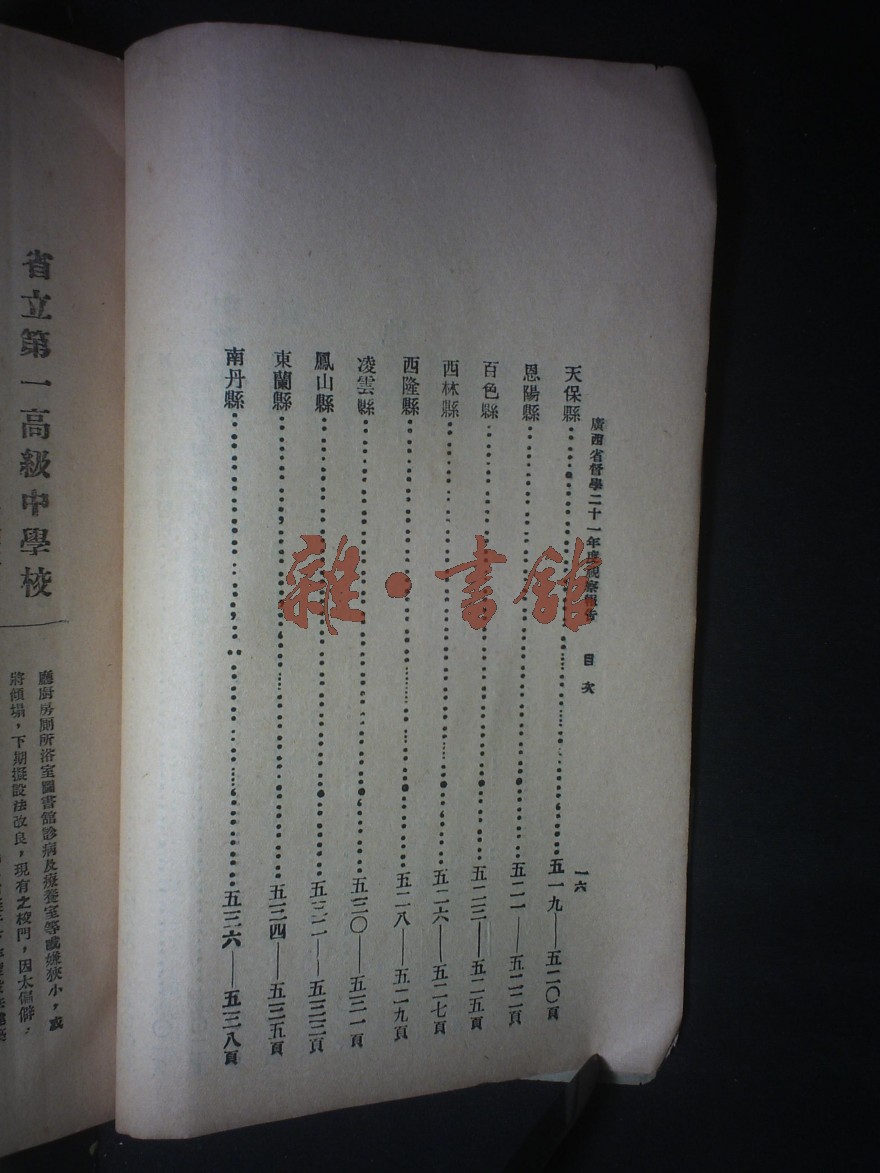 廣西省督學二十一年度視察報告　目次　一六
天保縣……五一九——五二〇頁
恩陽縣……五二一——五二二頁
百色縣……五二三——五二五頁
西林縣……五二六——五二七頁
西隆縣……五二八——五二九頁
凌雲縣……五三〇——五三一頁
鳳山縣……五三二——五三三頁
東蘭縣……五三四——五三五頁
南丹縣……五三六——五三八頁
雜·書館
省立第一高級中學校
廳廚房厠所浴室圖書館診病及療養室等或嫌狹小，或
將傾塌，下期擬設法改良，現有之校門，因太偏僻，